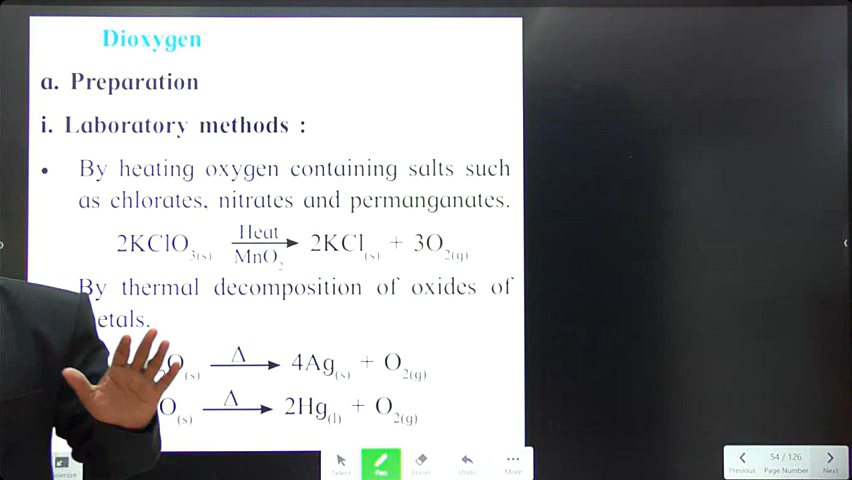 Dioxygen
a. Preparation
i. Laboratory methods :
• By heating oxygen containing salts such
as chlorates, nitrates and permanganates.
2KClO₃₍ₛ₎ Heat MnO₂ → 2KCl₍ₛ₎ + 3O₂(g)
By thermal decomposition of oxides of
etals.
O₍ₛ₎ Δ → 4Ag₍ₛ₎ + O₂(g)
O₍ₛ₎ Δ → 2Hg₍ₗ₎ + O₂(g)
Select Pen Eraser Undo More
54 / 126
Previous Page Number Next